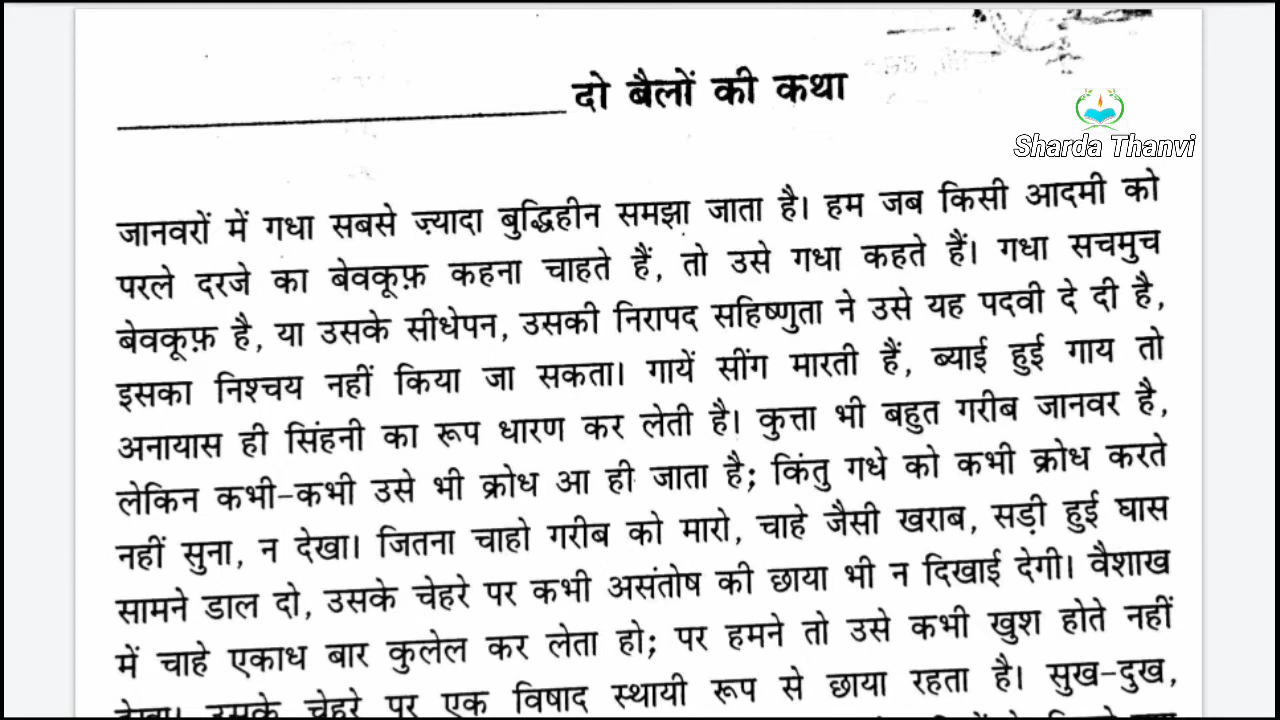 दो बैलों की कथा
Sharda Thanvi
जानवरों में गधा सबसे ज़्यादा बुद्धिहीन समझा जाता है। हम जब किसी आदमी को
परले दरजे का बेवकूफ़ कहना चाहते हैं, तो उसे गधा कहते हैं। गधा सचमुच
बेवकूफ़ है, या उसके सीधेपन, उसकी निरापद सहिष्णुता ने उसे यह पदवी दे दी है,
इसका निश्चय नहीं किया जा सकता। गायें सींग मारती हैं, ब्याई हुई गाय तो
अनायास ही सिंहनी का रूप धारण कर लेती है। कुत्ता भी बहुत गरीब जानवर है,
लेकिन कभी-कभी उसे भी क्रोध आ ही जाता है; किंतु गधे को कभी क्रोध करते
नहीं सुना, न देखा। जितना चाहो गरीब को मारो, चाहे जैसी खराब, सड़ी हुई घास
सामने डाल दो, उसके चेहरे पर कभी असंतोष की छाया भी न दिखाई देगी। वैशाख
में चाहे एकाध बार कुलेल कर लेता हो; पर हमने तो उसे कभी खुश होते नहीं
देखा। उसके चेहरे पर एक विषाद स्थायी रूप से छाया रहता है। सुख-दुख,